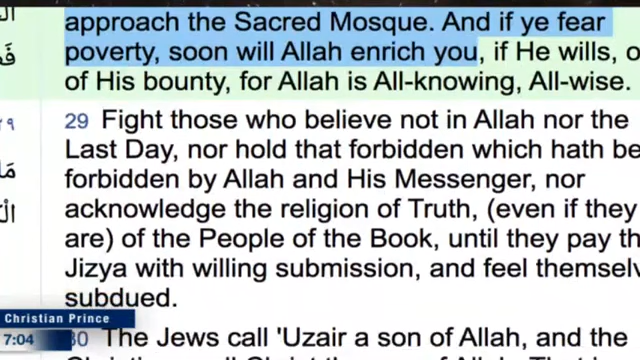 approach the Sacred Mosque. And if ye fear
poverty, soon will Allah enrich you, if He wills, o
of His bounty, for Allah is All-knowing, All-wise.
29 Fight those who believe not in Allah nor the
Last Day, nor hold that forbidden which hath be
forbidden by Allah and His Messenger, nor
acknowledge the religion of Truth, (even if they
are) of the People of the Book, until they pay th
Jizya with willing submission, and feel themselv
subdued.
30 The Jews call 'Uzair a son of Allah, and the
٢٩
Christian Prince
7:04